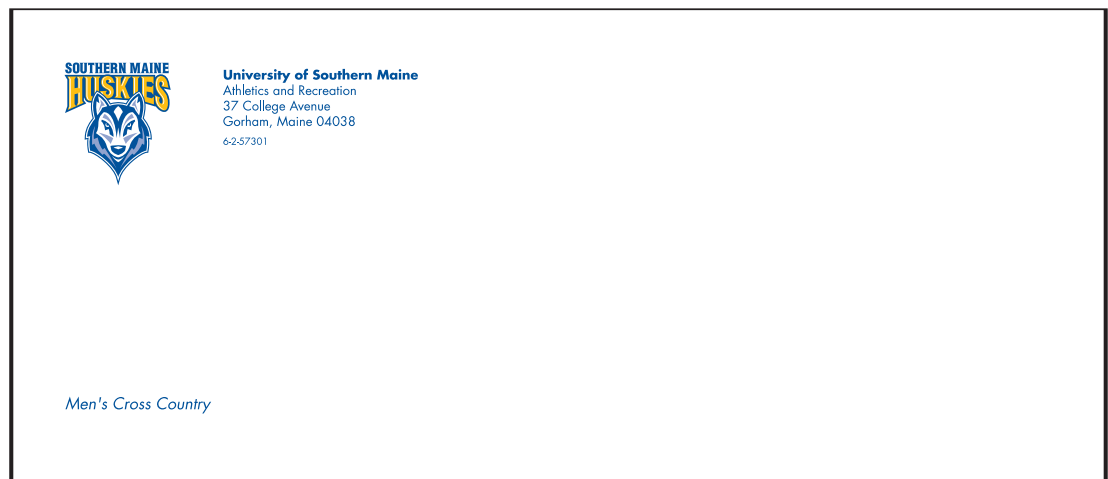 SOUTHERN MAINE
HUSKIES
University of Southern Maine
Athletics and Recreation
37 College Avenue
Gorham, Maine 04038
6-2-57301
Men's Cross Country